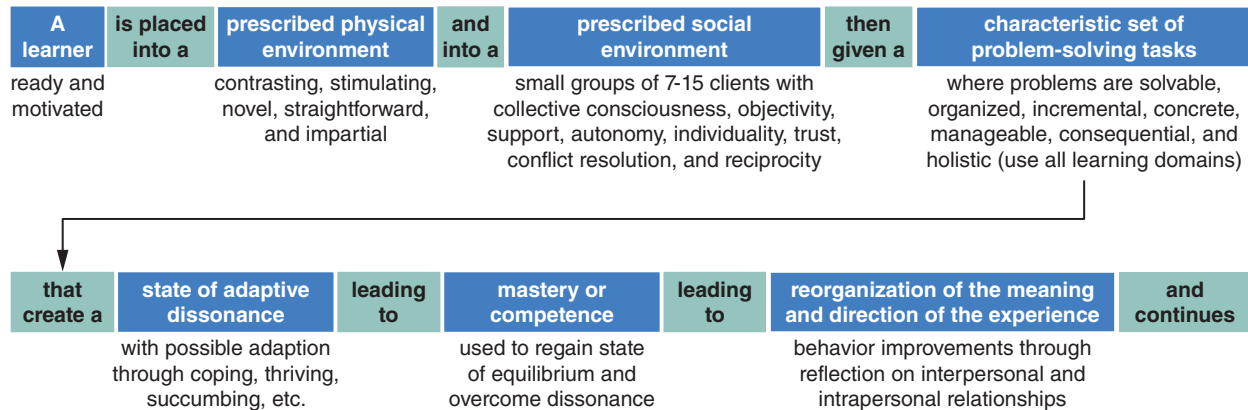 A learner
is placed into a
prescribed physical environment
and into a
prescribed social environment
then given a
characteristic set of problem-solving tasks
ready and
motivated
contrasting, stimulating,
novel, straightforward,
and impartial
small groups of 7-15 clients with
collective consciousness, objectivity,
support, autonomy, individuality, trust,
conflict resolution, and reciprocity
where problems are solvable,
organized, incremental, concrete,
manageable, consequential, and
holistic (use all learning domains)
that create a
state of adaptive dissonance
leading to
mastery or competence
leading to
reorganization of the meaning and direction of the experience
and continues
with possible adaption
through coping, thriving,
succumbing, etc.
used to regain state
of equilibrium and
overcome dissonance
behavior improvements through
reflection on interpersonal and
intrapersonal relationships